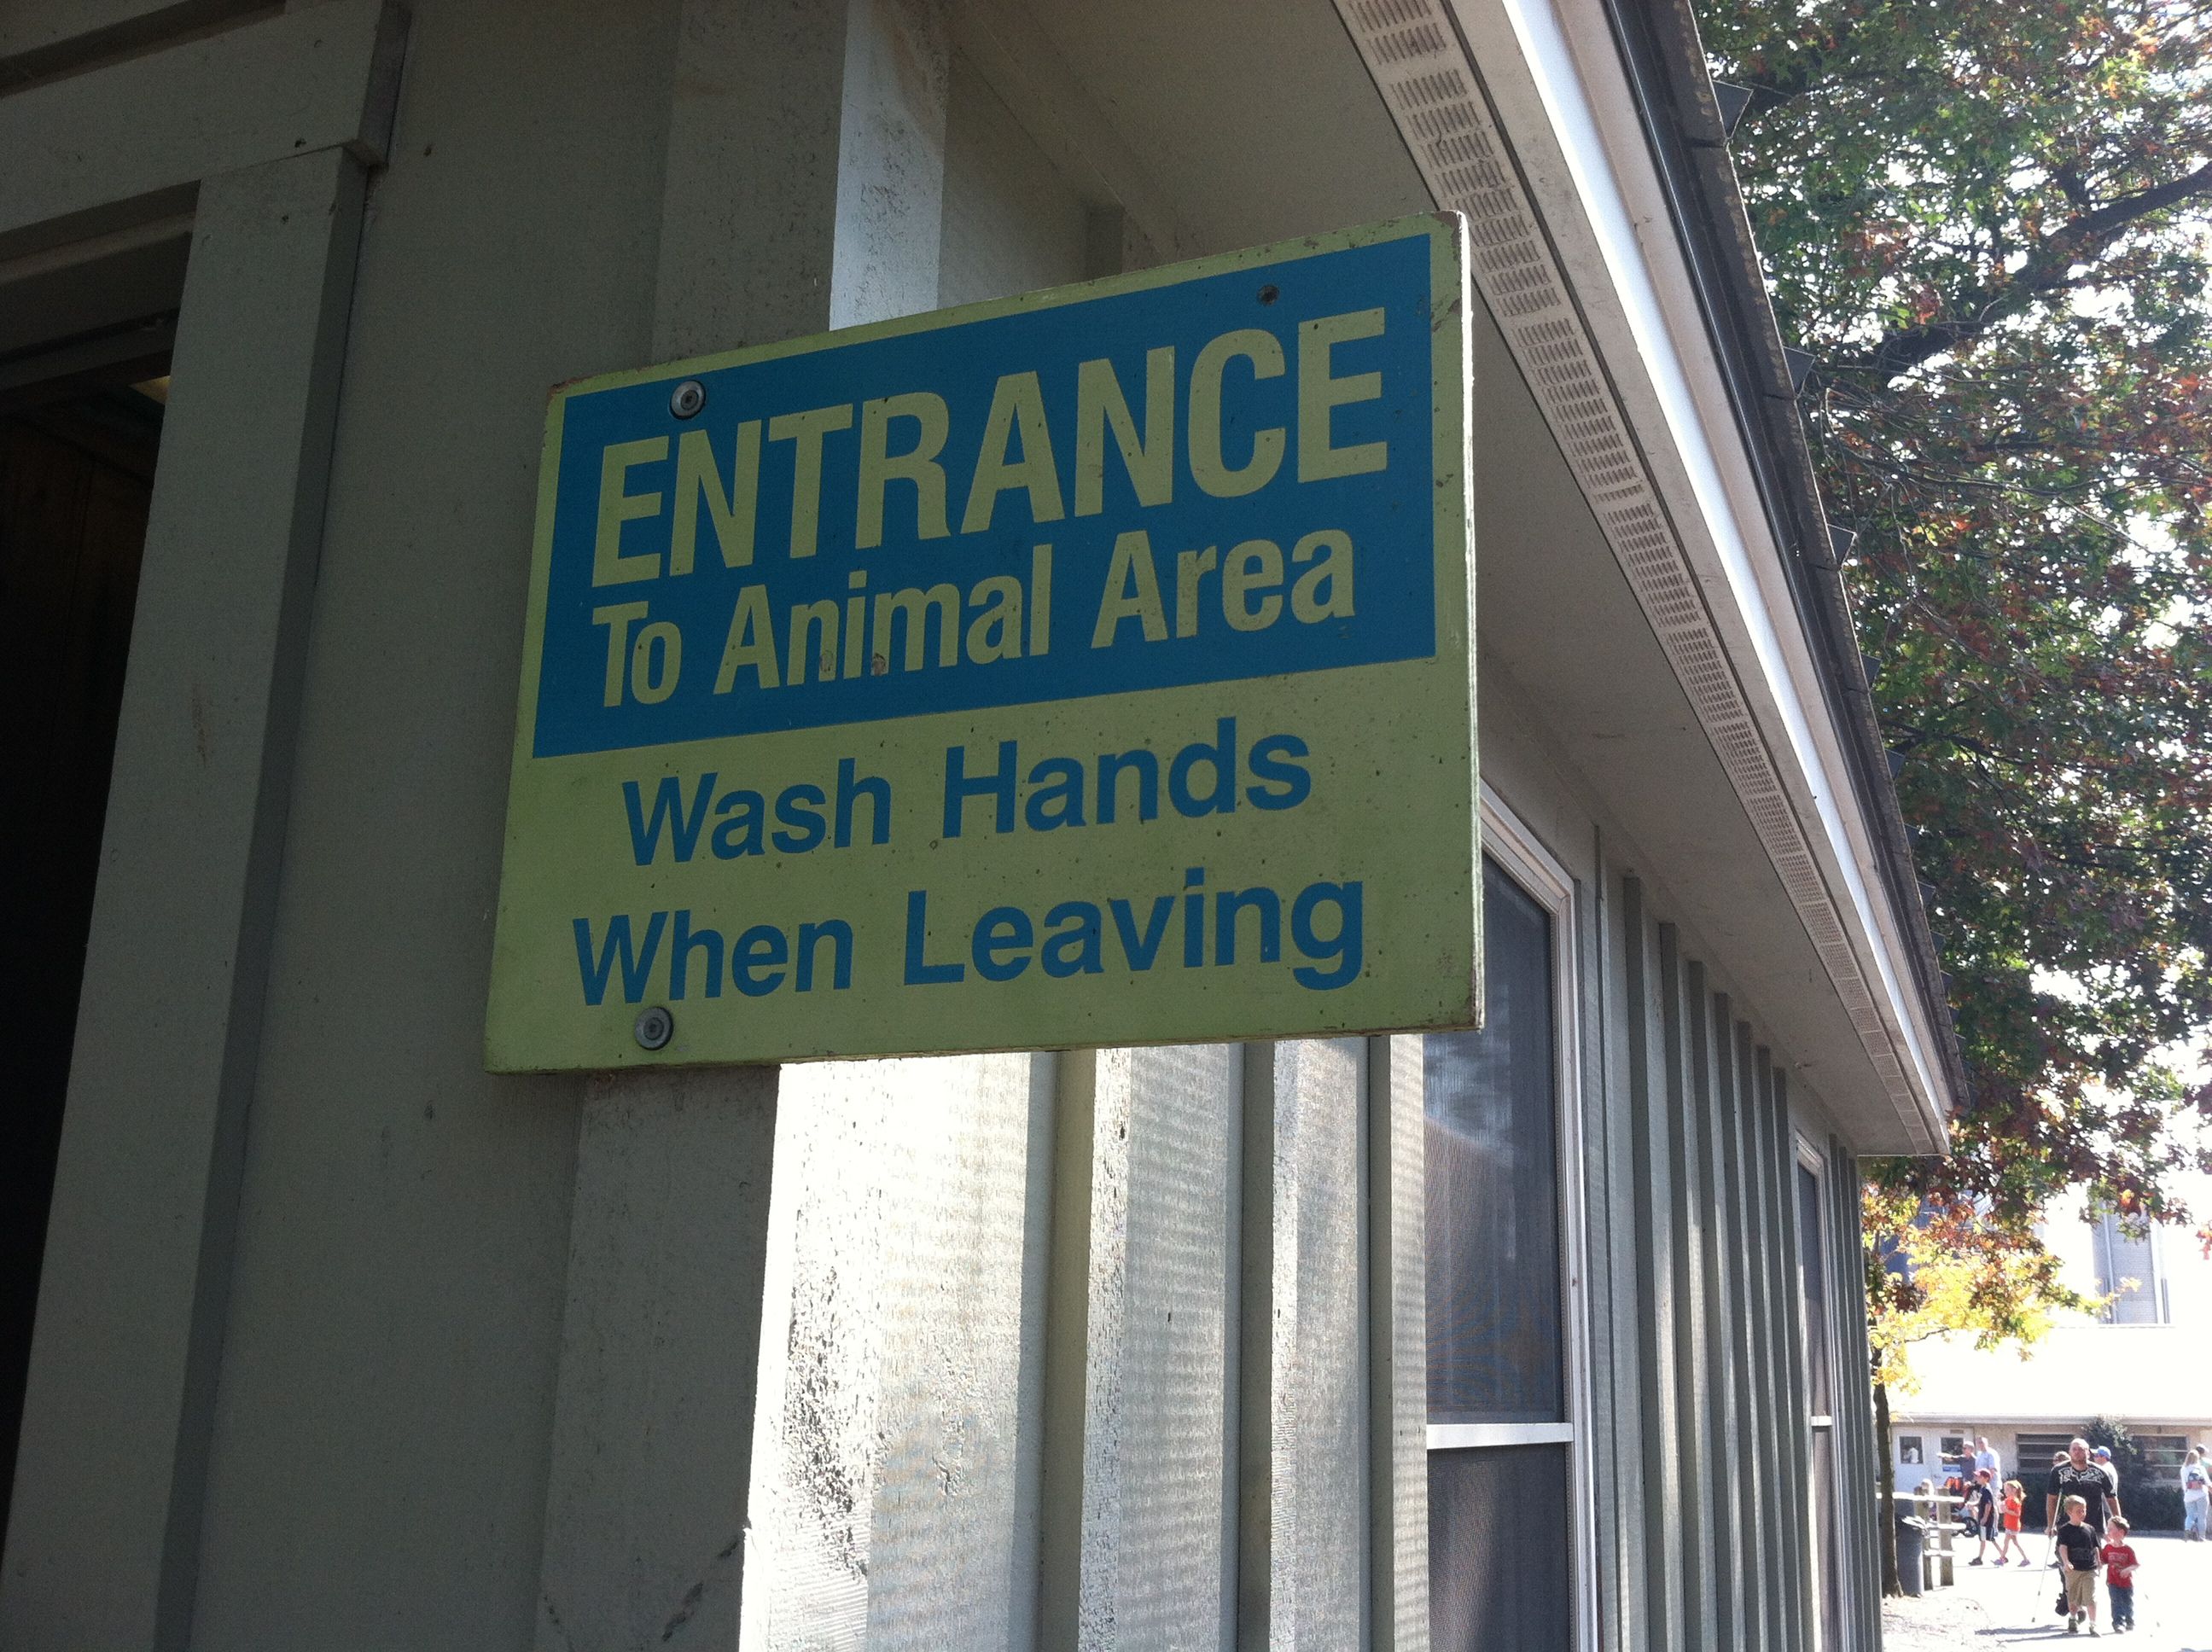 ENTRANCE
To Animal Area
Wash Hands
When Leaving